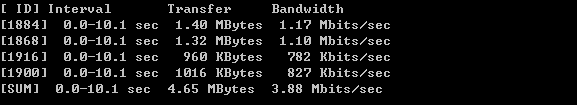 [ ID] Interval       Transfer     Bandwidth
[1884]  0.0-10.1 sec  1.40 MBytes  1.17 Mbits/sec
[1868]  0.0-10.1 sec  1.32 MBytes  1.10 Mbits/sec
[1916]  0.0-10.1 sec   960 KBytes   782 Kbits/sec
[1900]  0.0-10.1 sec  1016 KBytes   827 Kbits/sec
[SUM]  0.0-10.1 sec  4.65 MBytes  3.88 Mbits/sec